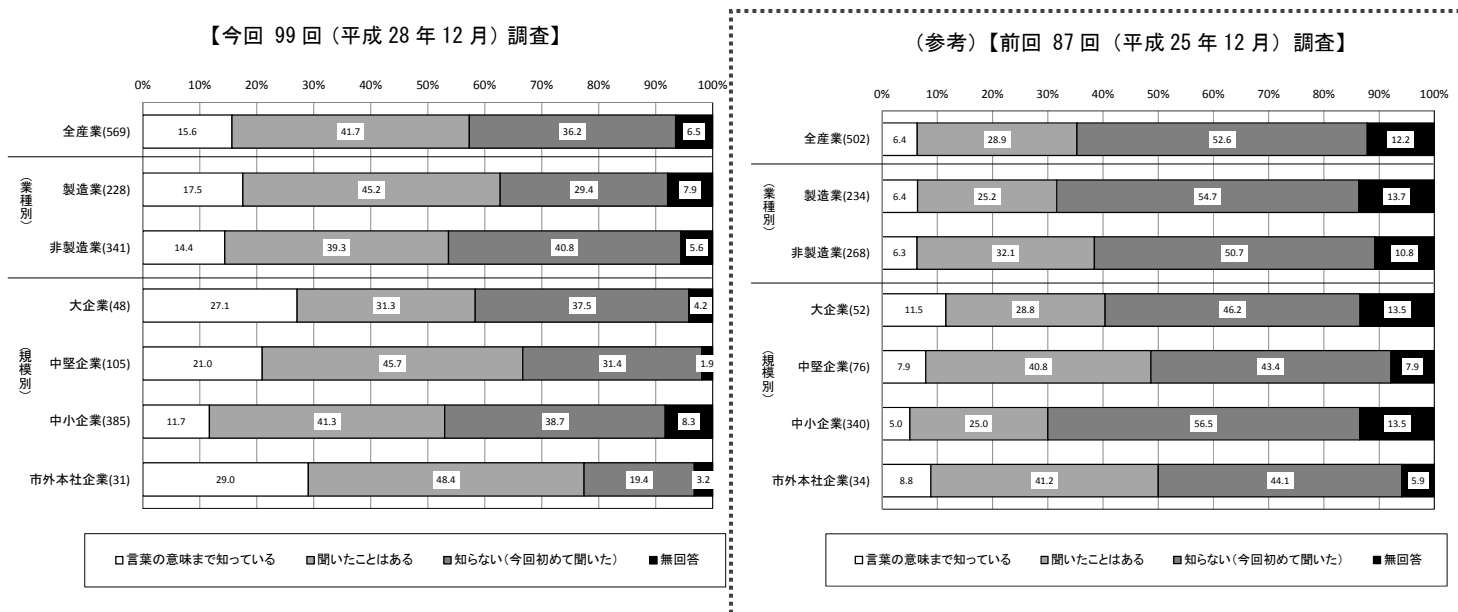 【今回 99 回 (平成 28 年 12 月) 調査】
0% 10% 20% 30% 40% 50% 60% 70% 80% 90% 100%
全産業(569) 15.6 41.7 36.2 6.5
(業種別)
製造業(228) 17.5 45.2 29.4 7.9
非製造業(341) 14.4 39.3 40.8 5.6
(規模別)
大企業(48) 27.1 31.3 37.5 4.2
中堅企業(105) 21.0 45.7 31.4 1.9
中小企業(385) 11.7 41.3 38.7 8.3
市外本社企業(31) 29.0 48.4 19.4 3.2
言葉の意味まで知っている 聞いたことはある 知らない(今回初めて聞いた) 無回答
(参考)【前回 87 回 (平成 25 年 12 月) 調査】
0% 10% 20% 30% 40% 50% 60% 70% 80% 90% 100%
全産業(502) 6.4 28.9 52.6 12.2
(業種別)
製造業(234) 6.4 25.2 54.7 13.7
非製造業(268) 6.3 32.1 50.7 10.8
(規模別)
大企業(52) 11.5 28.8 46.2 13.5
中堅企業(76) 7.9 40.8 43.4 7.9
中小企業(340) 5.0 25.0 56.5 13.5
市外本社企業(34) 8.8 41.2 44.1 5.9
言葉の意味まで知っている 聞いたことはある 知らない(今回初めて聞いた) 無回答